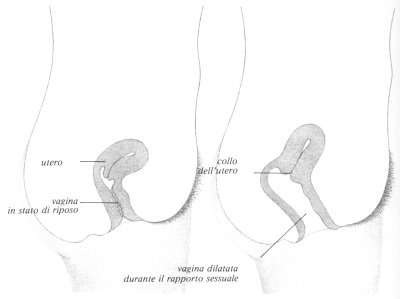 utero
vagina
in stato di riposo
collo
dell'utero
vagina dilatata
durante il rapporto sessuale